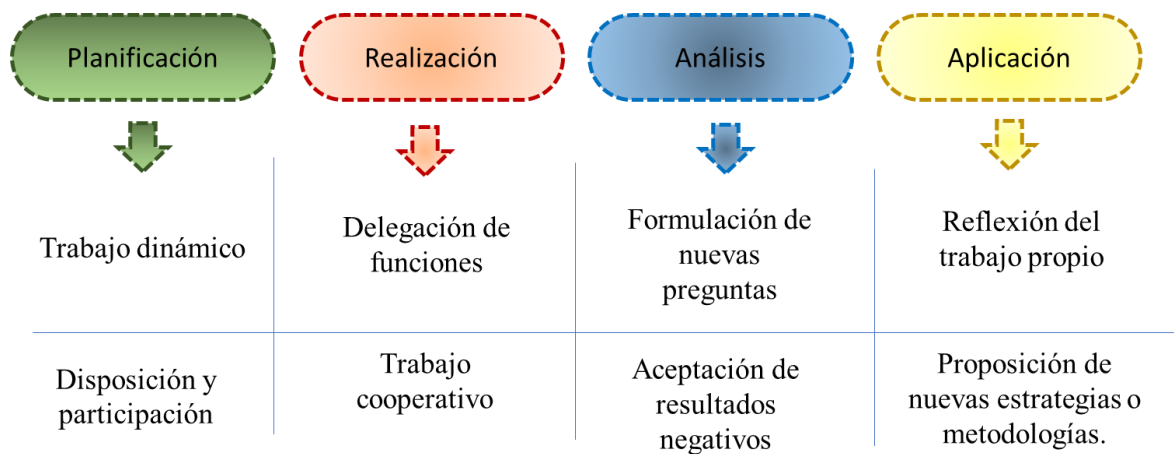 Planificación
Realización
Análisis
Aplicación
Trabajo dinámico
Delegación de
funciones
Formulación de
nuevas
preguntas
Reflexión del
trabajo propio
Disposición y
participación
Trabajo
cooperativo
Aceptación de
resultados
negativos
Proposición de
nuevas estrategias o
metodologías.